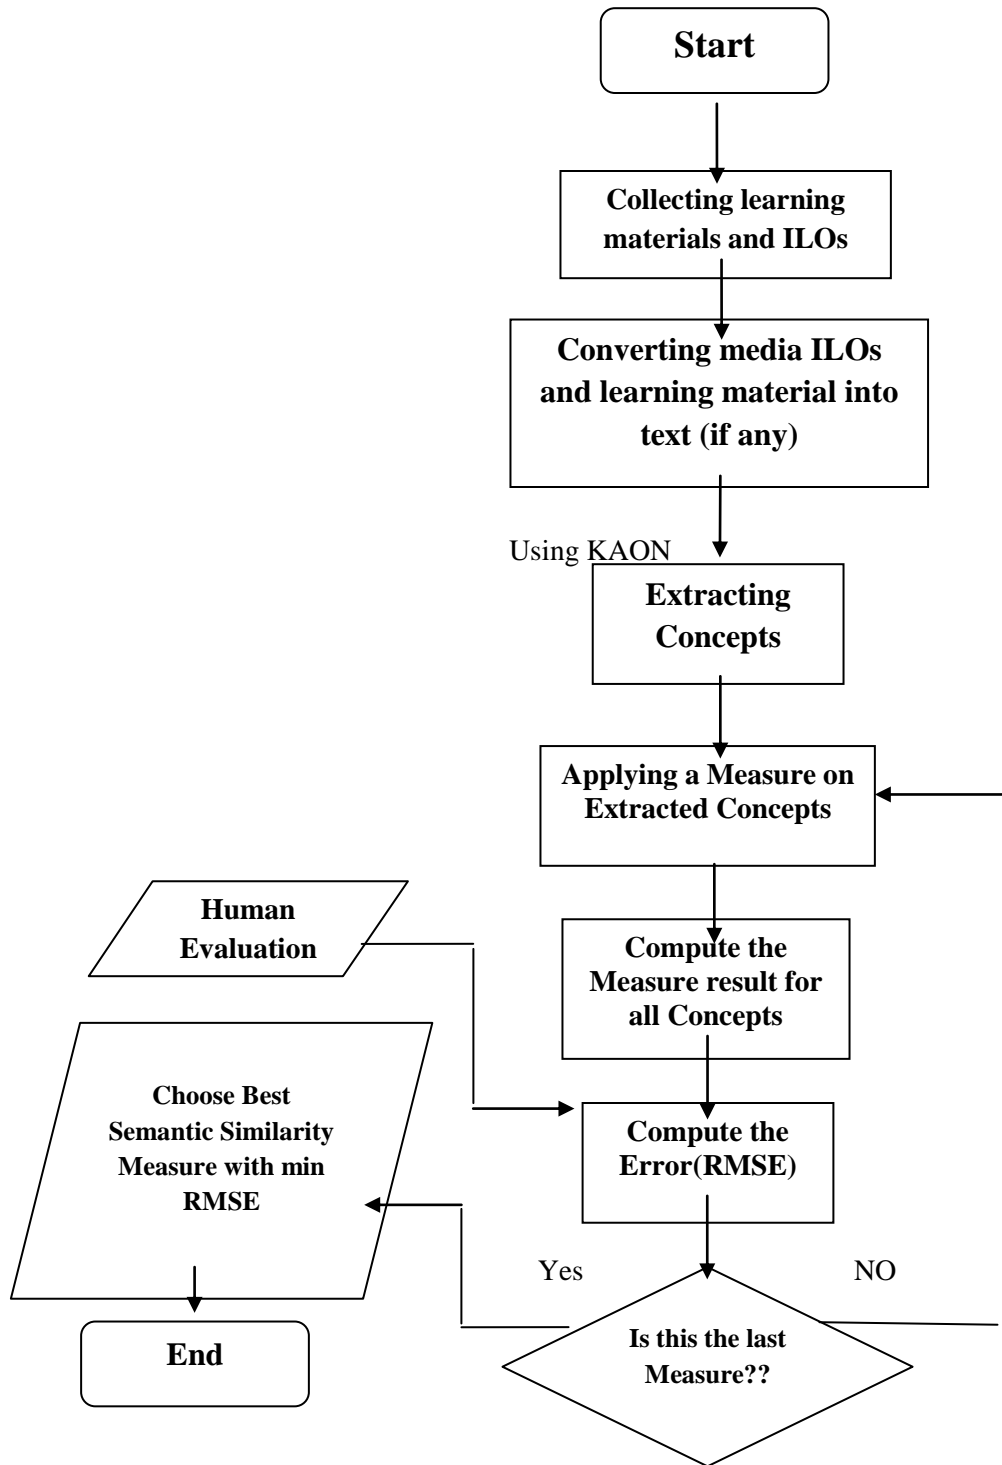 Start
Collecting learning
materials and ILOs
Converting media ILOs
and learning material into
text (if any)
Using KAON
Extracting
Concepts
Applying a Measure on
Extracted Concepts
Human
Evaluation
Compute the
Measure result for
all Concepts
Choose Best
Semantic Similarity
Measure with min
RMSE
Compute the
Error(RMSE)
Yes
NO
Is this the last
Measure??
End